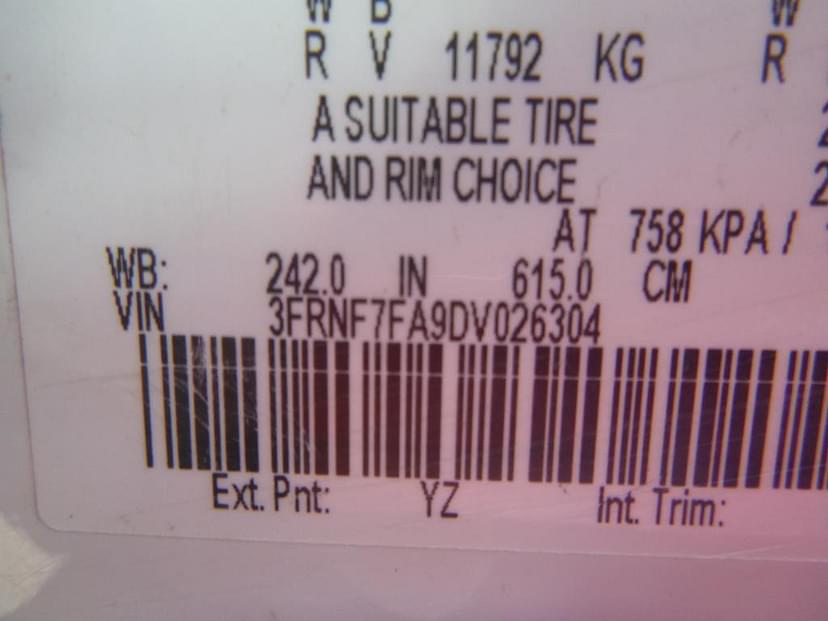 W B W
R V 11792 KG R
A SUITABLE TIRE
AND RIM CHOICE
AT 758 KPA /
WB: 242.0 IN 615.0 CM
VIN 3FRNF7FA9DV026304
Ext. Pnt: YZ Int. Trim: